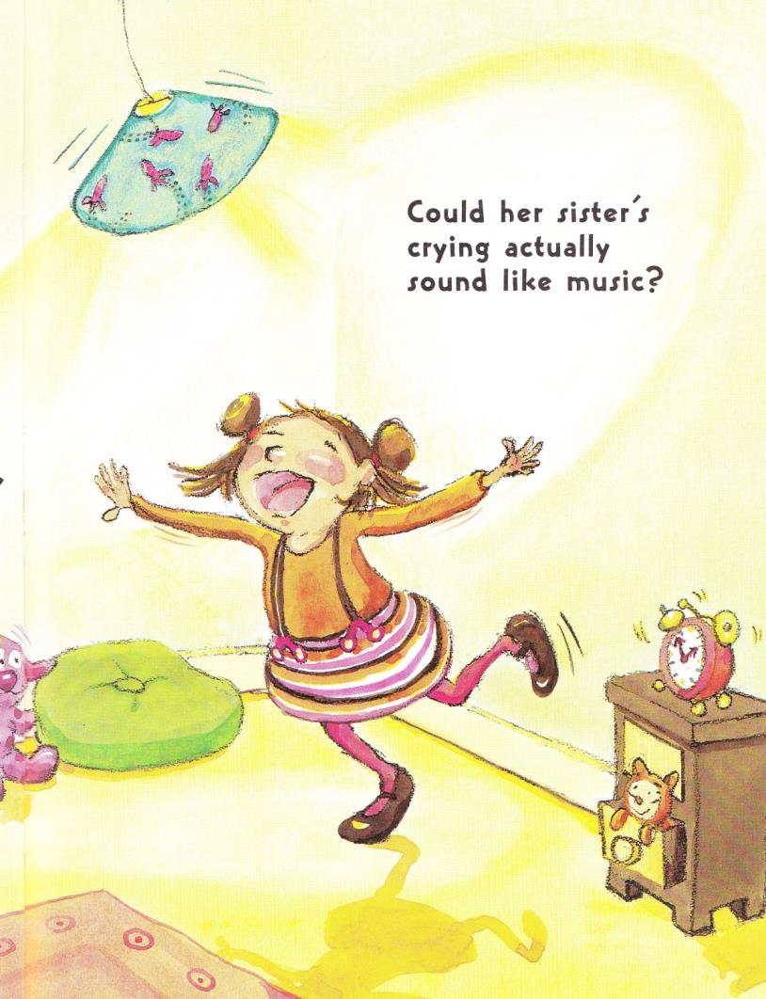 Could her sister's
crying actually
sound like music?